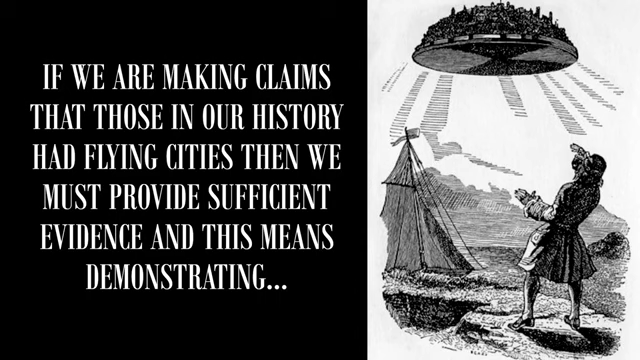 IF WE ARE MAKING CLAIMS
THAT THOSE IN OUR HISTORY
HAD FLYING CITIES THEN WE
MUST PROVIDE SUFFICIENT
EVIDENCE AND THIS MEANS
DEMONSTRATING...